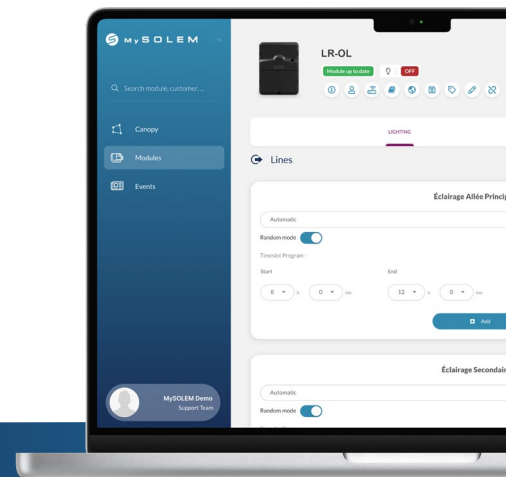 MySOLEM
LR-OL
Module up to date
OFF
Search module, customer, ...
LIGHTING
Canopy
Lines
Modules
Events
Éclairage Allée Princip
Automatic
Random mode
Timeslot Program :
Start
End
8
h
0
min
12
h
0
min
Add
Éclairage Secondair
Automatic
Random mode
MySOLEM Demo
Support Team